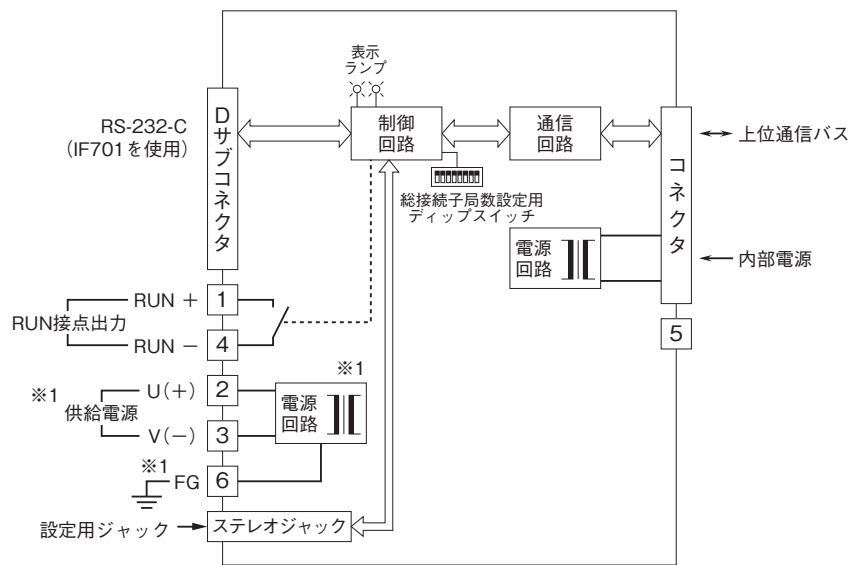 表示
ランプ
RS-232-C
(IF701を使用)
Dサブコネクタ
制御
回路
通信
回路
コネクタ
上位通信バス
総接続子局数設定用
ディップスイッチ
電源
回路
内部電源
RUN +
1
RUN接点出力
RUN −
4
5
※1
※1
供給電源
U(+)
2
V(−)
3
電源
回路
※1
FG
6
設定用ジャック
ステレオジャック